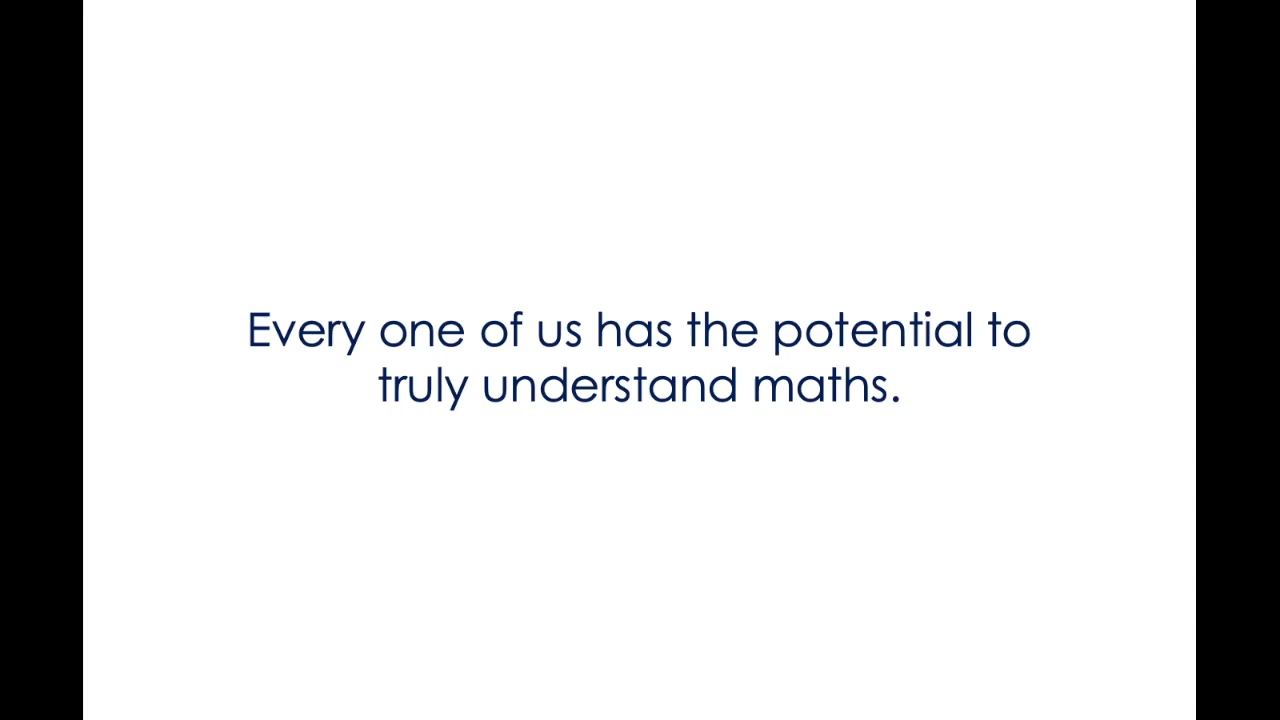 Every one of us has the potential to
truly understand maths.